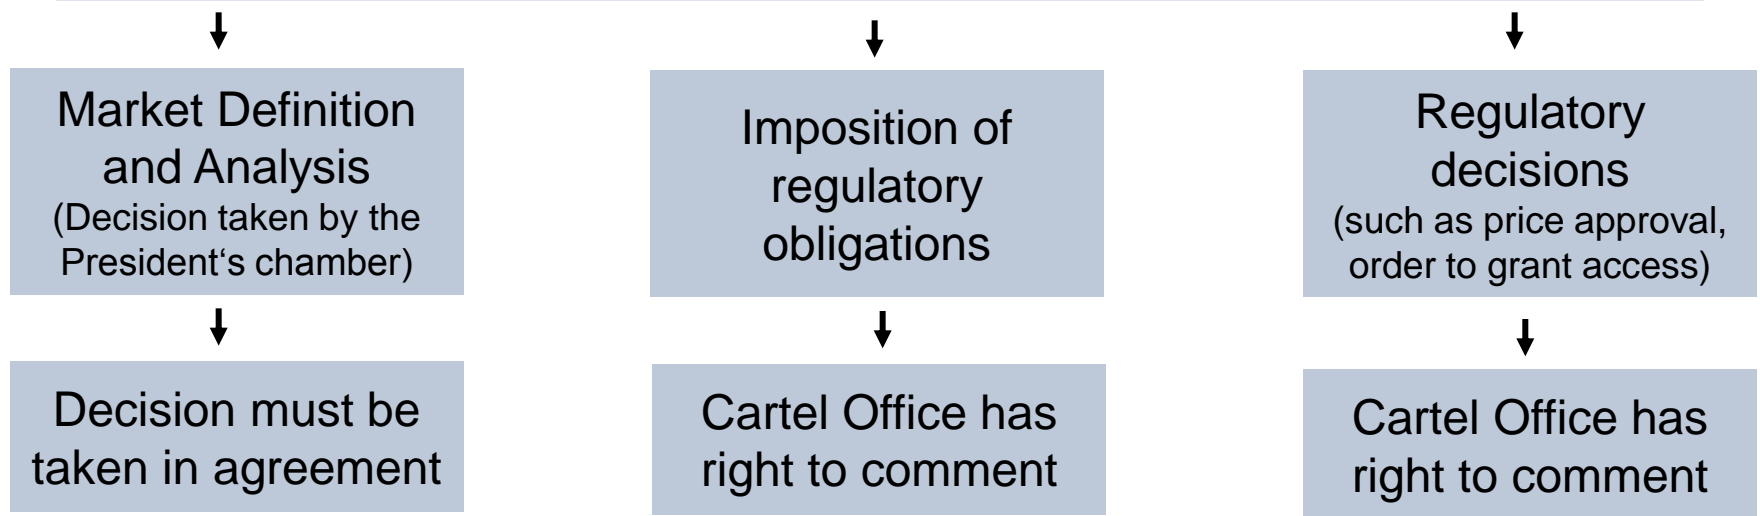 Market Definition
and Analysis
(Decision taken by the
President‘s chamber)
Imposition of
regulatory
obligations
Regulatory
decisions
(such as price approval,
order to grant access)
Decision must be
taken in agreement
Cartel Office has
right to comment
Cartel Office has
right to comment